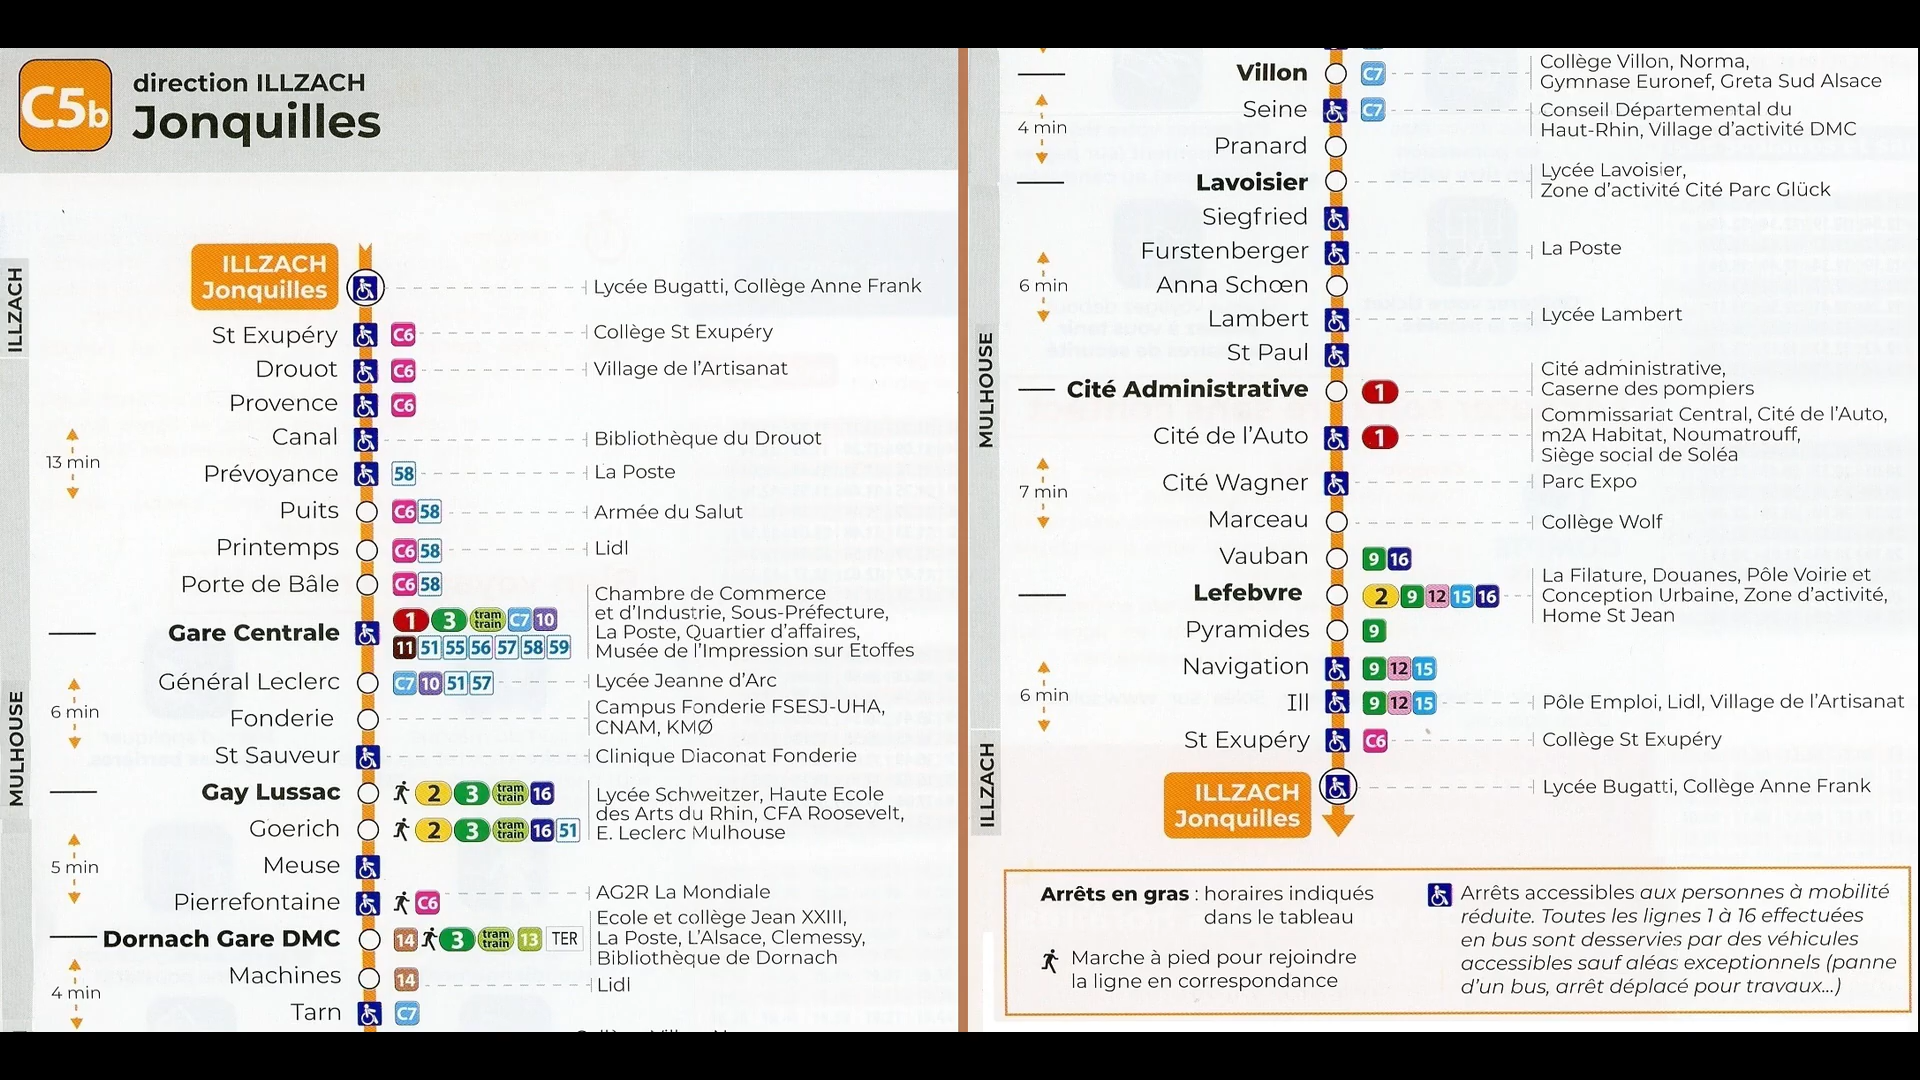 C5b
direction ILLZACH
Jonquilles
ILLZACH
MULHOUSE
ILLZACH
Jonquilles
Lycée Bugatti, Collège Anne Frank
St Exupéry C6 Collège St Exupéry
Drouot C6 Village de l'Artisanat
Provence C6
Canal Bibliothèque du Drouot
13 min
Prévoyance 58 La Poste
Puits C6 58 Armée du Salut
Printemps C6 58 Lidl
Porte de Bâle C6 58
Gare Centrale 1 3 tram train C7 10
11 51 55 56 57 58 59
Chambre de Commerce
et d'Industrie, Sous-Préfecture,
La Poste, Quartier d'affaires,
Musée de l'Impression sur Etoffes
Général Leclerc C7 10 51 57 Lycée Jeanne d'Arc
6 min
Fonderie Campus Fonderie FSESJ-UHA,
CNAM, KMØ
St Sauveur Clinique Diaconat Fonderie
Gay Lussac 2 3 tram train 16
Goerich 2 3 tram train 16 51
Lycée Schweitzer, Haute Ecole
des Arts du Rhin, CFA Roosevelt,
E. Leclerc Mulhouse
5 min
Meuse
Pierrefontaine C6 AG2R La Mondiale
Dornach Gare DMC 14 3 tram train 13 TER
Ecole et collège Jean XXIII,
La Poste, L'Alsace, Clemessy,
Bibliothèque de Dornach
Machines 14 Lidl
4 min
Tarn C7
Villon C7 Collège Villon, Norma,
Gymnase Euronef, Greta Sud Alsace
Seine C7 Conseil Départemental du
Haut-Rhin, Village d'activité DMC
4 min
Pranard
Lavoisier Lycée Lavoisier,
Zone d'activité Cité Parc Glück
Siegfried
Furstenberger La Poste
6 min
Anna Schœn
Lambert Lycée Lambert
St Paul
MULHOUSE
Cité Administrative 1 Cité administrative,
Caserne des pompiers
Cité de l'Auto 1 Commissariat Central, Cité de l'Auto,
m2A Habitat, Noumatrouff,
Siège social de Soléa
7 min
Cité Wagner Parc Expo
Marceau Collège Wolf
Vauban 9 16
Lefebvre 2 9 12 15 16
La Filature, Douanes, Pôle Voirie et
Conception Urbaine, Zone d'activité,
Home St Jean
Pyramides 9
Navigation 9 12 15
6 min
Ill 9 12 15 Pôle Emploi, Lidl, Village de l'Artisanat
St Exupéry C6 Collège St Exupéry
ILLZACH
ILLZACH
Jonquilles
Lycée Bugatti, Collège Anne Frank
Arrêts en gras : horaires indiqués
dans le tableau
Marche à pied pour rejoindre
la ligne en correspondance
Arrêts accessibles aux personnes à mobilité
réduite. Toutes les lignes 1 à 16 effectuées
en bus sont desservies par des véhicules
accessibles sauf aléas exceptionnels (panne
d'un bus, arrêt déplacé pour travaux...)